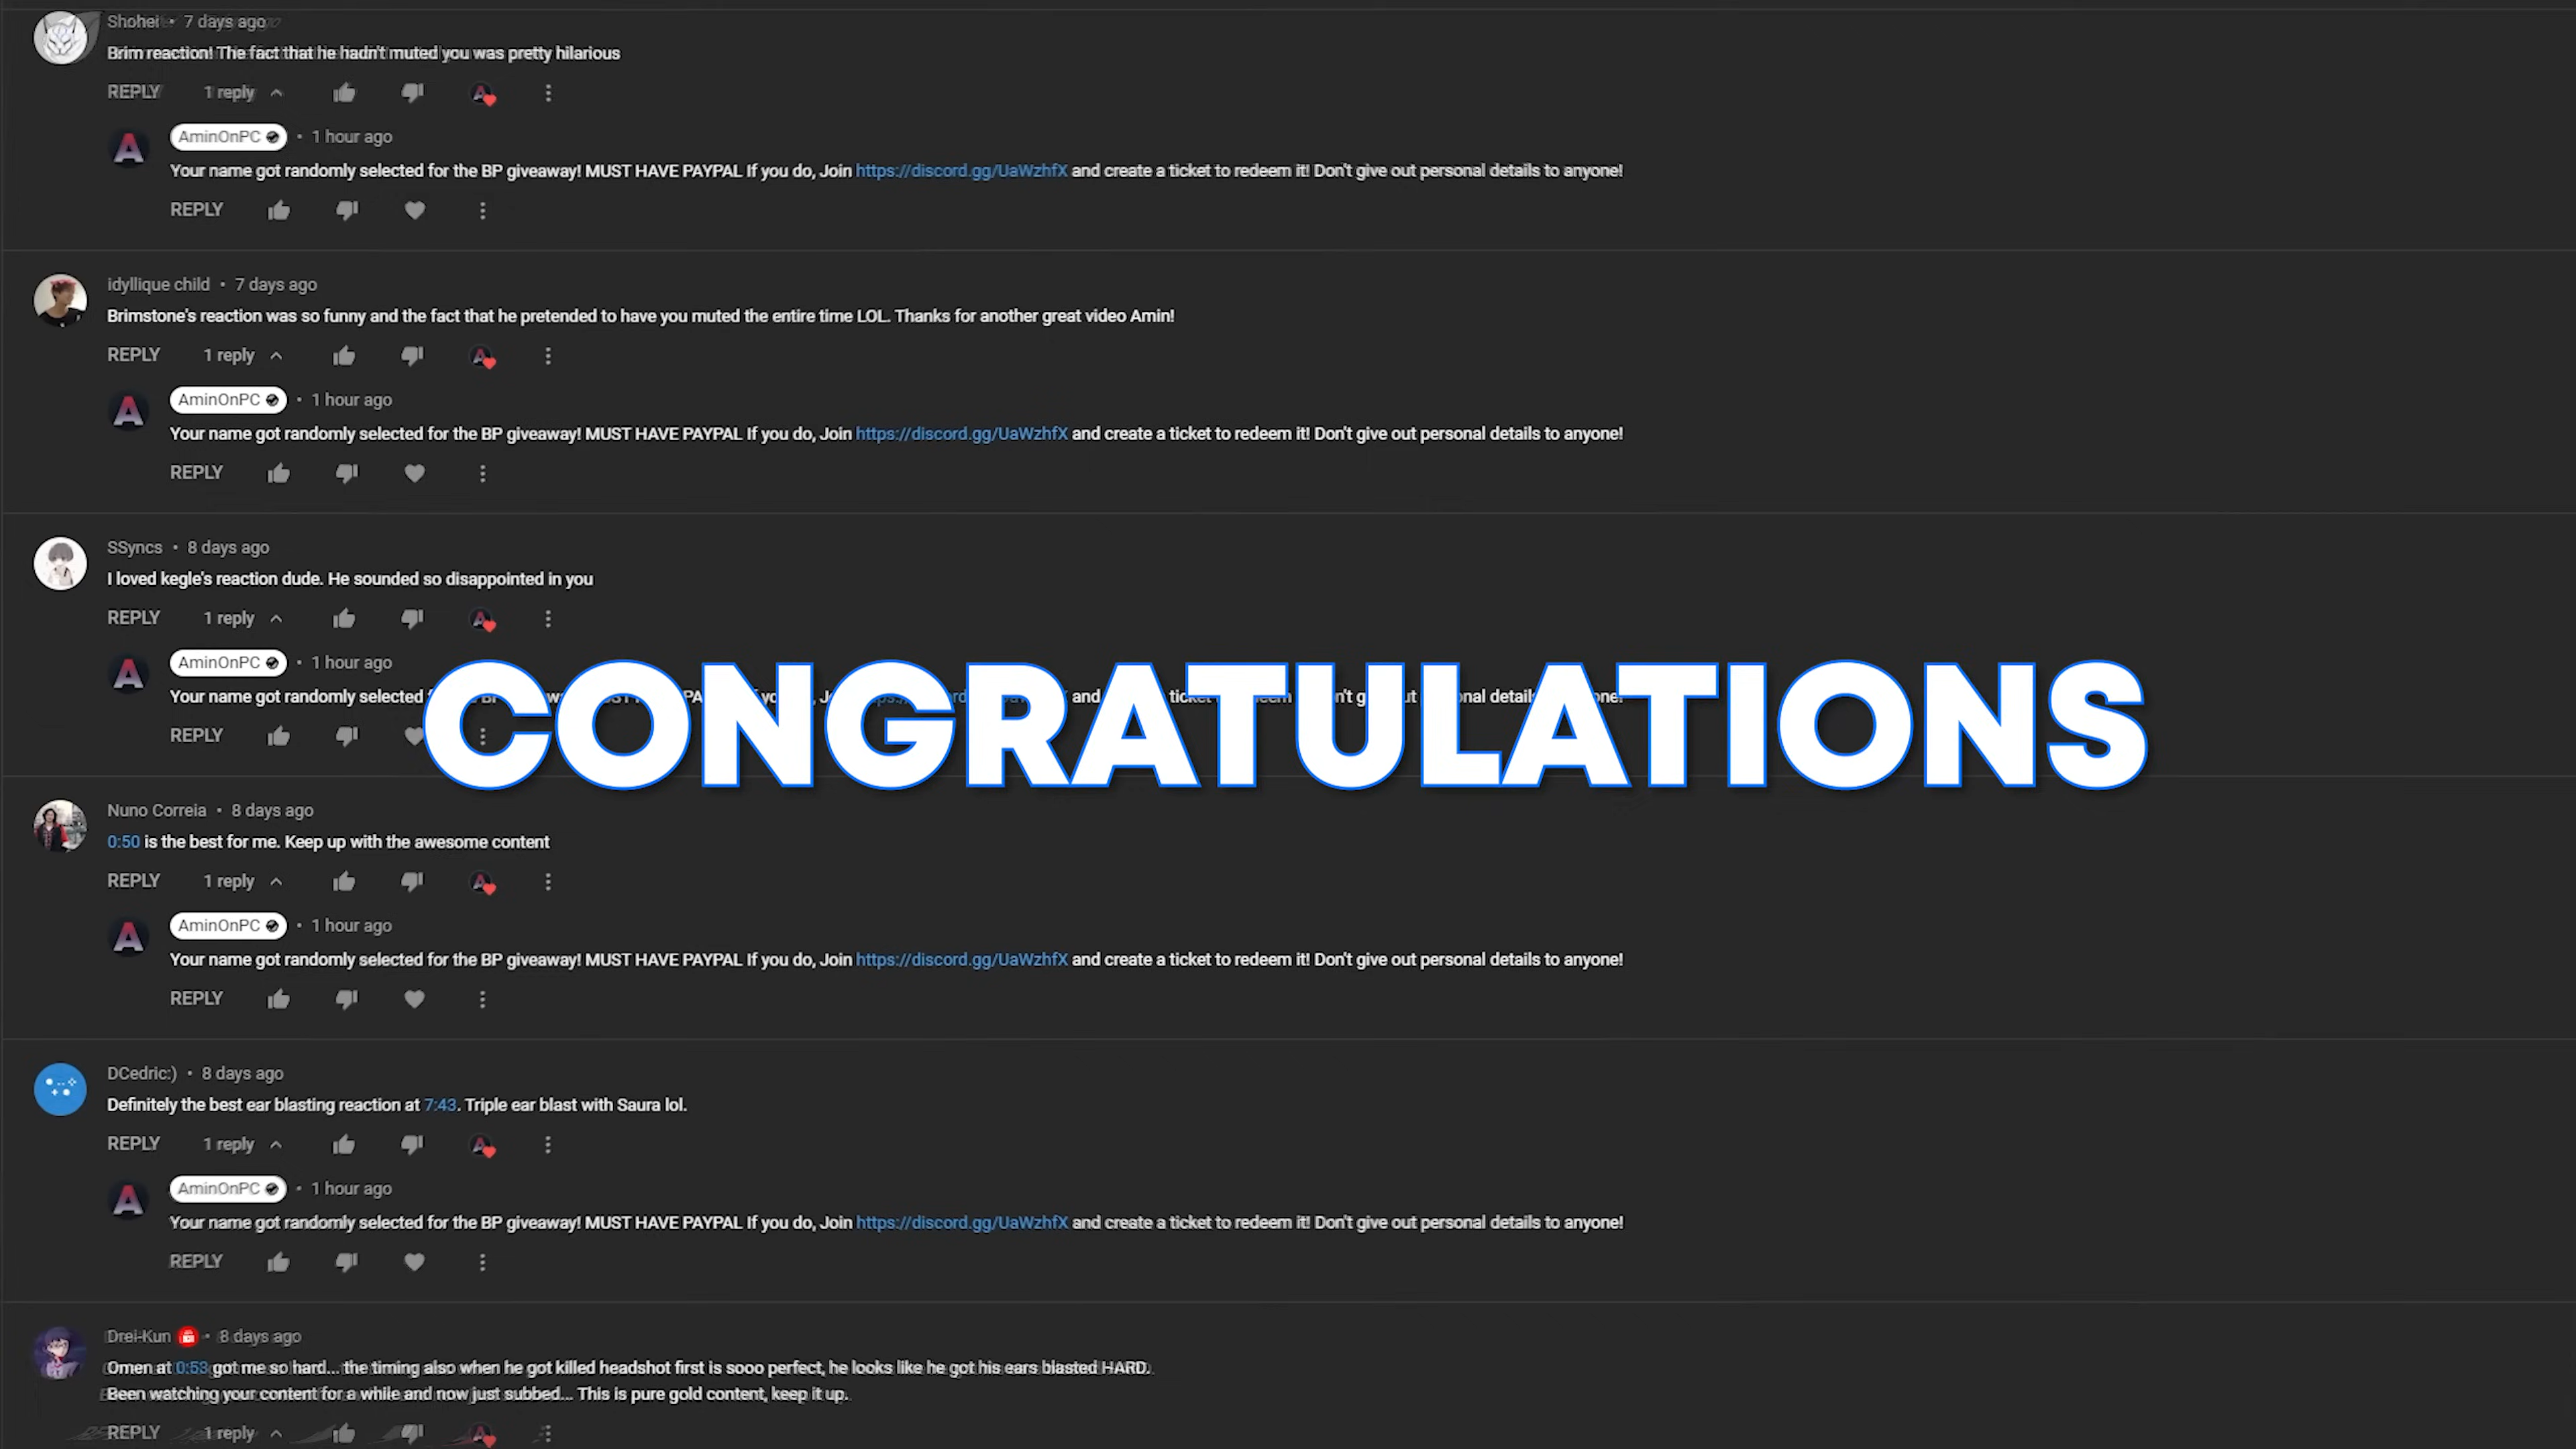 Shohei • 7 days ago
Brim reaction! The fact that he hadn't muted you was pretty hilarious
REPLY 1 reply
AminOnPC • 1 hour ago
Your name got randomly selected for the BP giveaway! MUST HAVE PAYPAL If you do, Join https://discord.gg/UaWzhfX and create a ticket to redeem it! Don't give out personal details to anyone!
REPLY
idyllique child • 7 days ago
Brimstone's reaction was so funny and the fact that he pretended to have you muted the entire time LOL. Thanks for another great video Amin!
REPLY 1 reply
AminOnPC • 1 hour ago
Your name got randomly selected for the BP giveaway! MUST HAVE PAYPAL If you do, Join https://discord.gg/UaWzhfX and create a ticket to redeem it! Don't give out personal details to anyone!
REPLY
SSyncs • 8 days ago
I loved kegle's reaction dude. He sounded so disappointed in you
REPLY 1 reply
AminOnPC • 1 hour ago
Your name got randomly selected and ticket details
CONGRATULATIONS
REPLY
Nuno Correia • 8 days ago
0:50 is the best for me. Keep up with the awesome content
REPLY 1 reply
AminOnPC • 1 hour ago
Your name got randomly selected for the BP giveaway! MUST HAVE PAYPAL If you do, Join https://discord.gg/UaWzhfX and create a ticket to redeem it! Don't give out personal details to anyone!
REPLY
DCedric:) • 8 days ago
Definitely the best ear blasting reaction at 7:43. Triple ear blast with Saura lol.
REPLY 1 reply
AminOnPC • 1 hour ago
Your name got randomly selected for the BP giveaway! MUST HAVE PAYPAL If you do, Join https://discord.gg/UaWzhfX and create a ticket to redeem it! Don't give out personal details to anyone!
REPLY
Drei-Kun • 8 days ago
Omen at 0:53 got me so hard... the timing also when he got killed headshot first is sooo perfect, he looks like he got his ears blasted HARD.
Been watching your content for a while and now just subbed... This is pure gold content, keep it up.
REPLY 1 reply